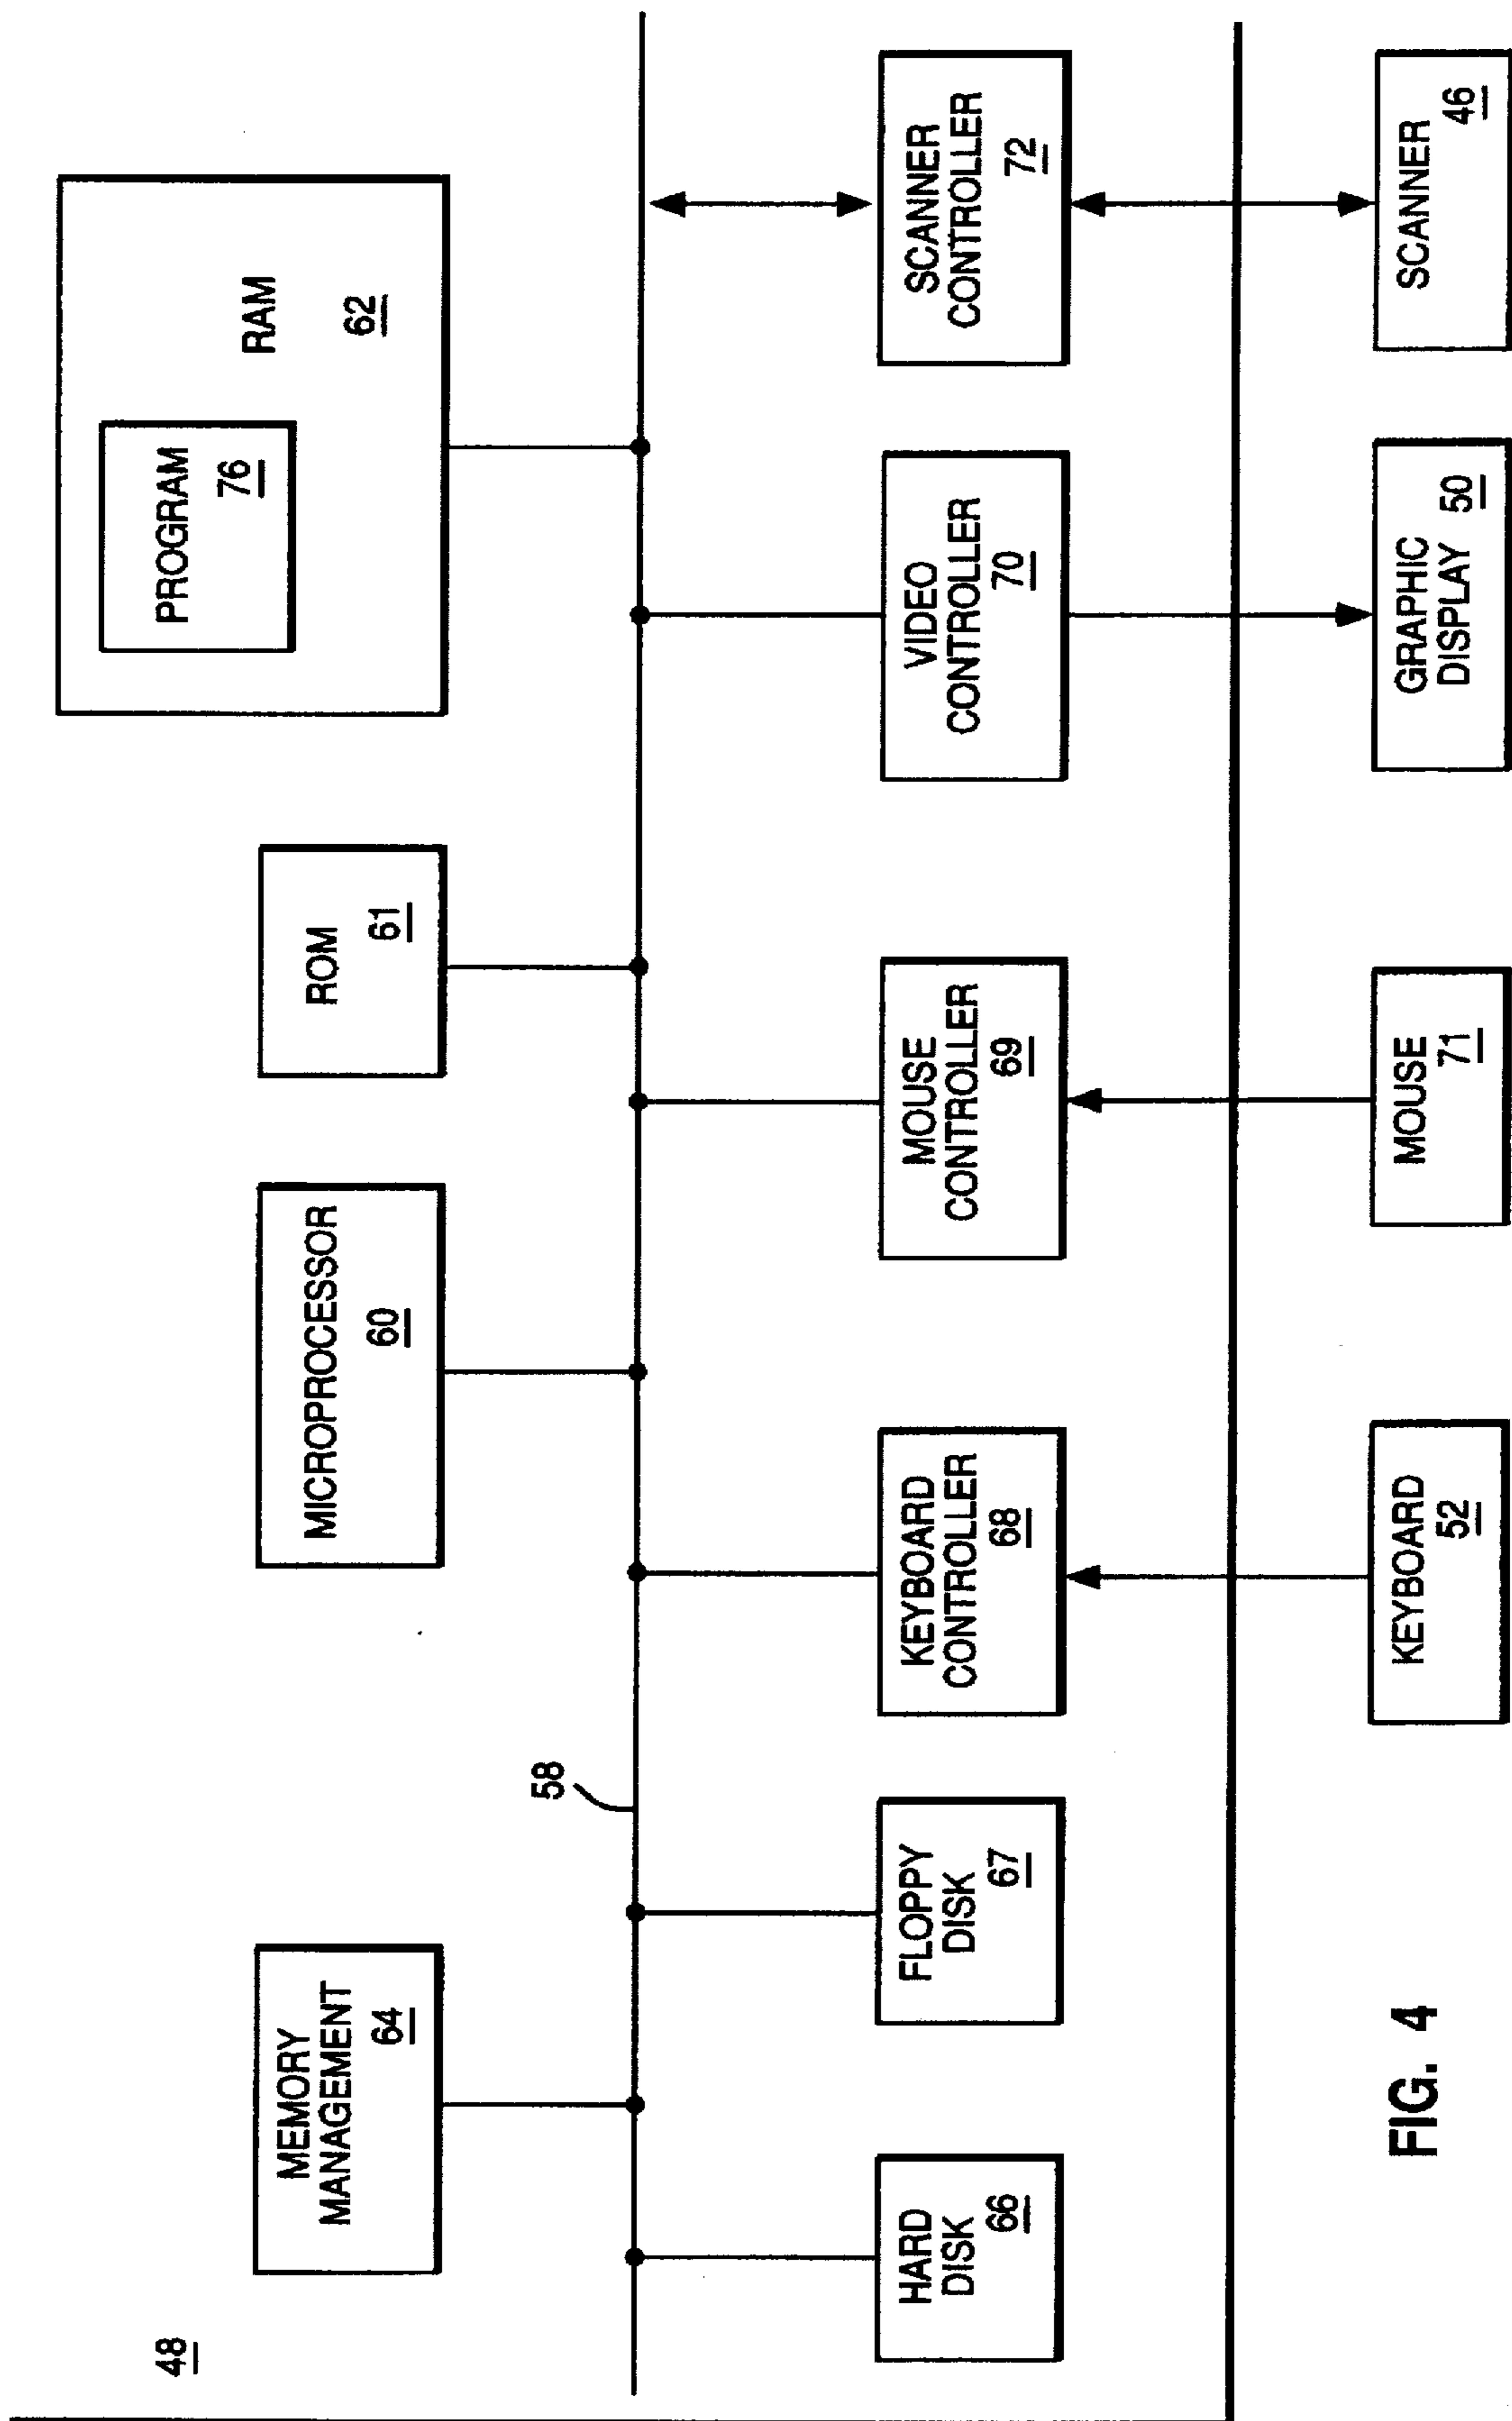 48
MEMORY
MANAGEMENT
64
MICROPROCESSOR
60
ROM
61
PROGRAM
76
RAM
62
58
HARD
DISK
66
FLOPPY
DISK
67
KEYBOARD
CONTROLLER
68
MOUSE
CONTROLLER
69
VIDEO
CONTROLLER
70
SCANNER
CONTROLLER
72
KEYBOARD
52
MOUSE
71
GRAPHIC
DISPLAY
50
SCANNER
46
FIG. 4